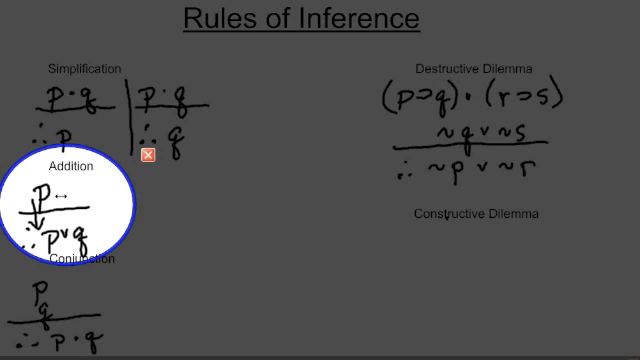 Rules of Inference
Simplification
p · q
∴ p
p · q
∴ q
Addition
p
∴ p v q
Conjunction
p
q
∴ p · q
Destructive Dilemma
(p ⊃ q) · (r ⊃ s)
~q v ~s
∴ ~p v ~r
Constructive Dilemma